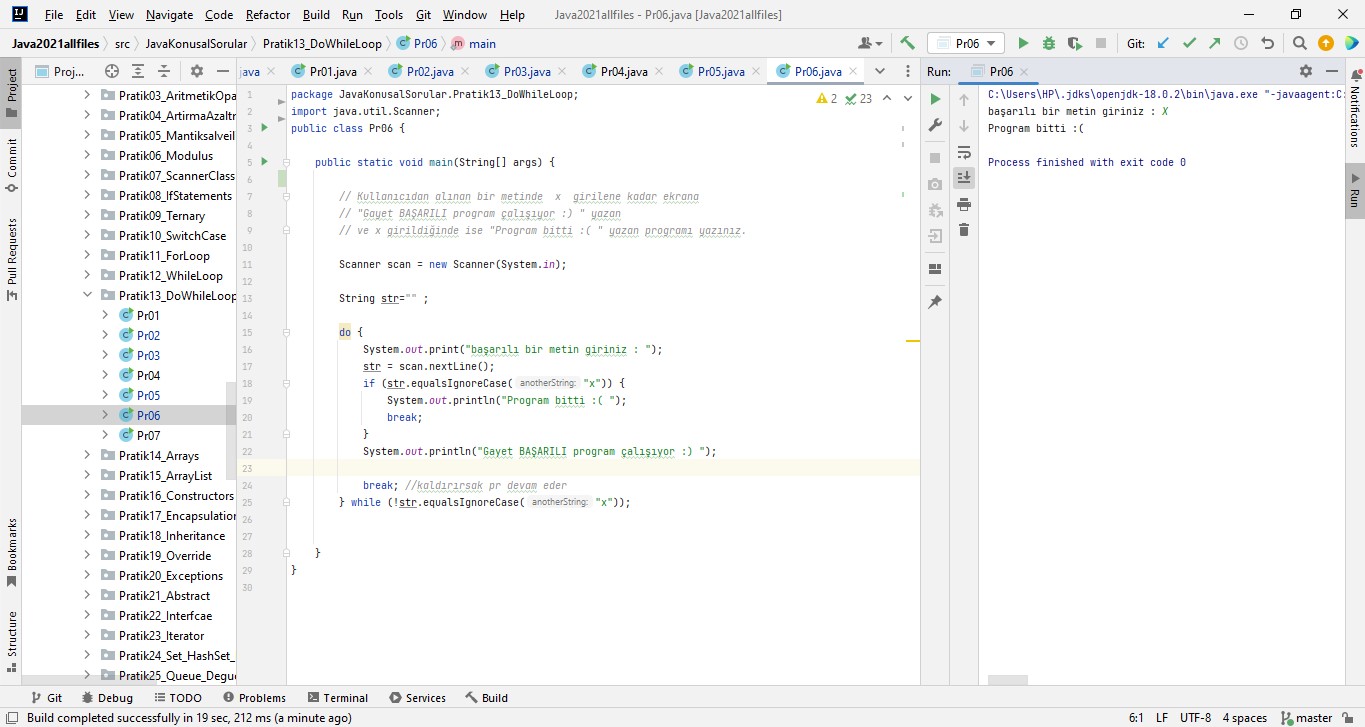 File Edit View Navigate Code Refactor Build Run Tools Git Window Help Java2021allfiles - Pr06.java [Java2021allfiles]
Java2021allfiles src JavaKonusalSorular Pratik13_DoWhileLoop Pr06 main Pr06 Git:
Proj... java Pr01.java Pr02.java Pr03.java Pr04.java Pr05.java Pr06.java Run: Pr06
Project
Commit
Pull Requests
Bookmarks
Structure
Pratik03_AritmetikOpa
Pratik04_ArtirmaAzaltr
Pratik05_Mantiksalveil
Pratik06_Modulus
Pratik07_ScannerClass
Pratik08_IfStatements
Pratik09_Ternary
Pratik10_SwitchCase
Pratik11_ForLoop
Pratik12_WhileLoop
Pratik13_DoWhileLoop
Pr01
Pr02
Pr03
Pr04
Pr05
Pr06
Pr07
Pratik14_Arrays
Pratik15_ArrayList
Pratik16_Constructors
Pratik17_Encapsulation
Pratik18_Inheritance
Pratik19_Override
Pratik20_Exceptions
Pratik21_Abstract
Pratik22_Interfcae
Pratik23_Iterator
Pratik24_Set_HashSet_
Pratik25_Queue_Degue
2 23
1 package JavaKonusalSorular.Pratik13_DoWhileLoop;
2 import java.util.Scanner;
3 public class Pr06 {
4
5 public static void main(String[] args) {
6
7 // Kullanıcıdan alınan bir metinde x girilene kadar ekrana
8 // "Gayet BAŞARILI program çalışıyor :) " yazan
9 // ve x girildiğinde ise "Program bitti :( " yazan programı yazınız.
10
11 Scanner scan = new Scanner(System.in);
12
13 String str="" ;
14
15 do {
16 System.out.print("başarılı bir metin giriniz : ");
17 str = scan.nextLine();
18 if (str.equalsIgnoreCase( anotherString: "x")) {
19 System.out.println("Program bitti :( ");
20 break;
21 }
22 System.out.println("Gayet BAŞARILI program çalışıyor :) ");
23
24 break; //kaldırırsak pr devam eder
25 } while (!str.equalsIgnoreCase( anotherString: "x"));
26
27
28 }
29 }
30
C:\Users\HP\.jdks\openjdk-18.0.2\bin\java.exe "-javaagent:C:
başarılı bir metin giriniz : X
Program bitti :(
Process finished with exit code 0
Notifications
Run
Git Debug TODO Problems Terminal Services Build
Build completed successfully in 19 sec, 212 ms (a minute ago) 6:1 LF UTF-8 4 spaces master